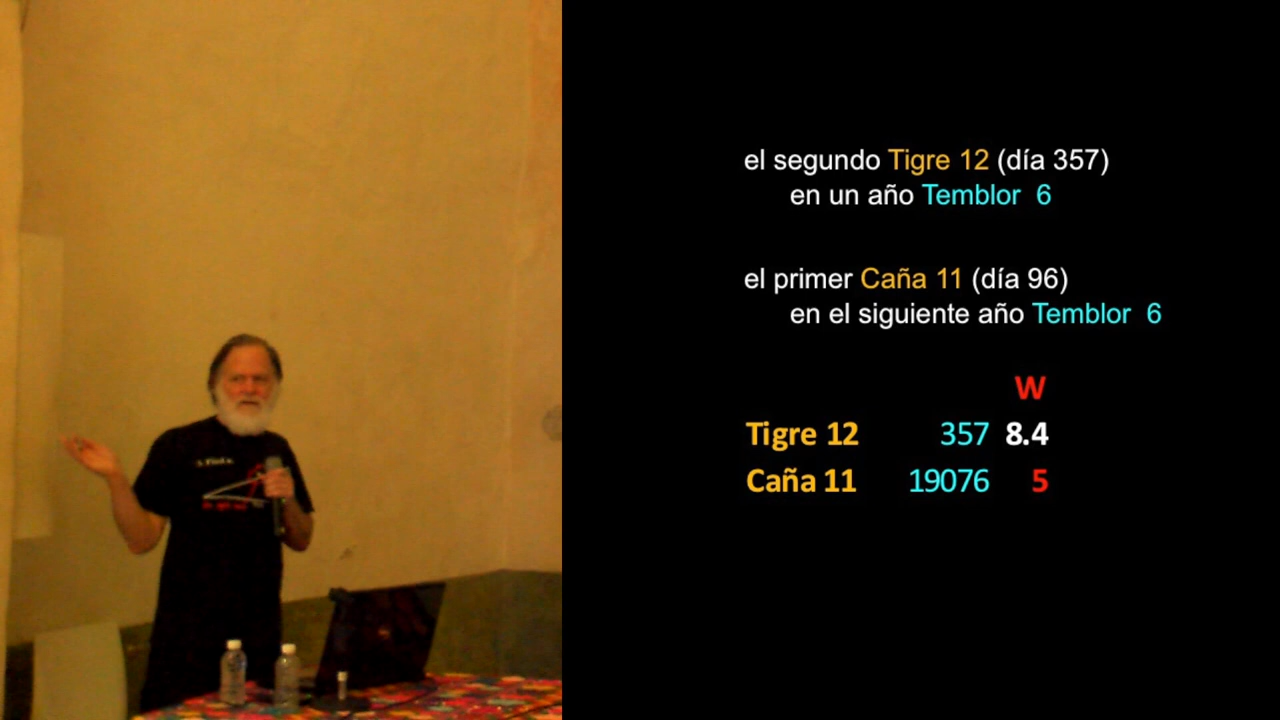 el segundo Tigre 12 (día 357)
en un año Temblor 6
el primer Caña 11 (día 96)
en el siguiente año Temblor 6
W
Tigre 12 357 8.4
Caña 11 19076 5